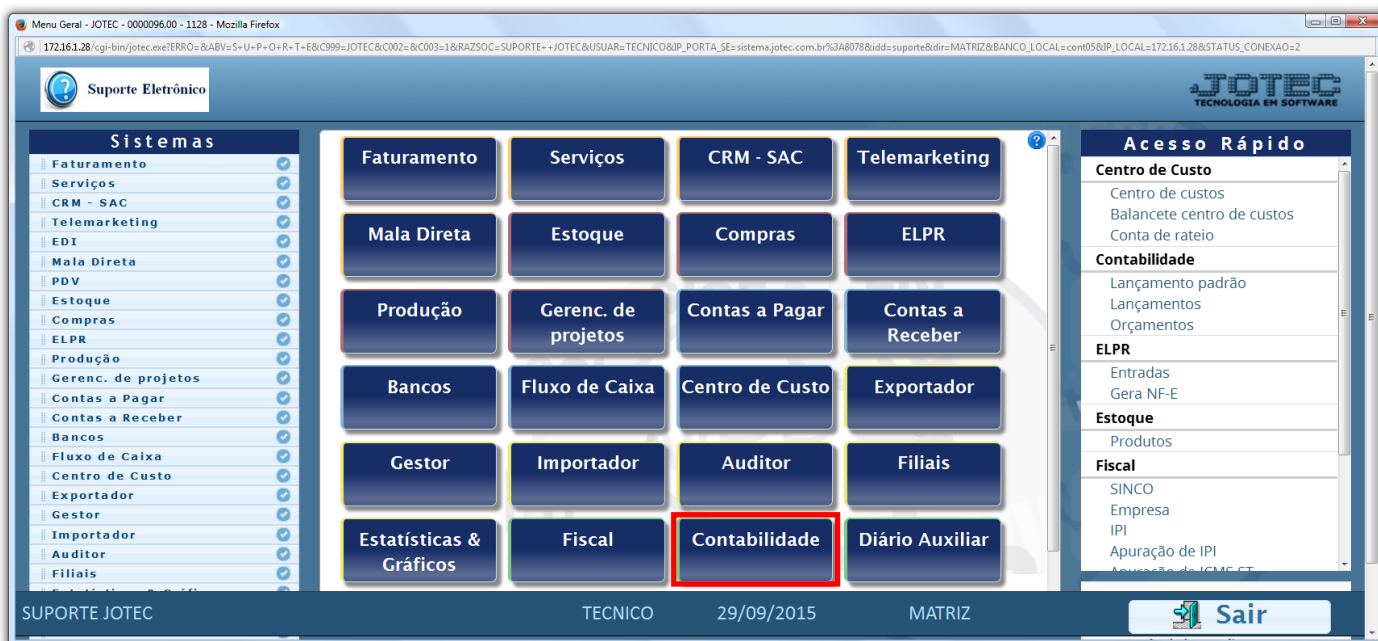 Menu Geral - JOTEC - 0000096.00 - 1128 - Mozilla Firefox
172.16.1.28/cgi-bin/jotec.exe?ERRO=&ABV=S+U+P+O+R+T+E&C999=JOTEC&C002=&C003=1&RAZSOC=SUPORTE++JOTEC&USUAR=TECNICO&IP_PORTA_SE=sistema.jotec.com.br%3A8078&idd=suporte&dir=MATRIZ&BANCO_LOCAL=cont05&IP_LOCAL=172.16.1.28&STATUS_CONEXAO=2
Suporte Eletrônico
JOTEC
TECNOLOGIA EM SOFTWARE
Sistemas
Faturamento
Serviços
CRM - SAC
Telemarketing
EDI
Mala Direta
PDV
Estoque
Compras
ELPR
Produção
Gerenc. de projetos
Contas a Pagar
Contas a Receber
Bancos
Fluxo de Caixa
Centro de Custo
Exportador
Gestor
Importador
Auditor
Filiais
Faturamento
Serviços
CRM - SAC
Telemarketing
Mala Direta
Estoque
Compras
ELPR
Produção
Gerenc. de
projetos
Contas a Pagar
Contas a
Receber
Bancos
Fluxo de Caixa
Centro de Custo
Exportador
Gestor
Importador
Auditor
Filiais
Estatísticas &
Gráficos
Fiscal
Contabilidade
Diário Auxiliar
Acesso Rápido
Centro de Custo
Centro de custos
Balancete centro de custos
Conta de rateio
Contabilidade
Lançamento padrão
Lançamentos
Orçamentos
ELPR
Entradas
Gera NF-E
Estoque
Produtos
Fiscal
SINCO
Empresa
IPI
Apuração de IPI
Apuração de ICMS ST
SUPORTE JOTEC
TECNICO
29/09/2015
MATRIZ
Sair